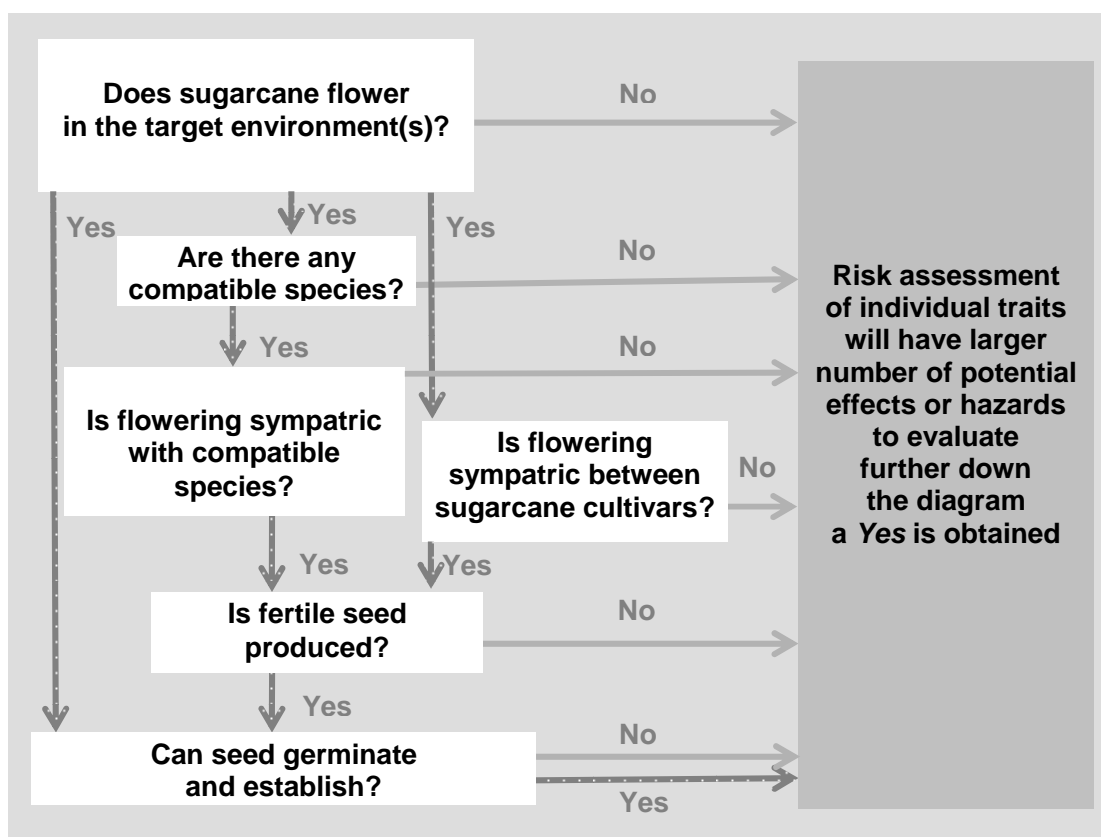 Does sugarcane flower
in the target environment(s)?
No
Yes
Yes
Yes
Are there any
compatible species?
No
Yes
No
Is flowering sympatric
with compatible
species?
Is flowering
sympatric between
sugarcane cultivars?
No
Yes
Yes
Is fertile seed
produced?
No
Yes
Can seed germinate
and establish?
No
Yes
Risk assessment
of individual traits
will have larger
number of potential
effects or hazards
to evaluate
further down
the diagram
a Yes is obtained